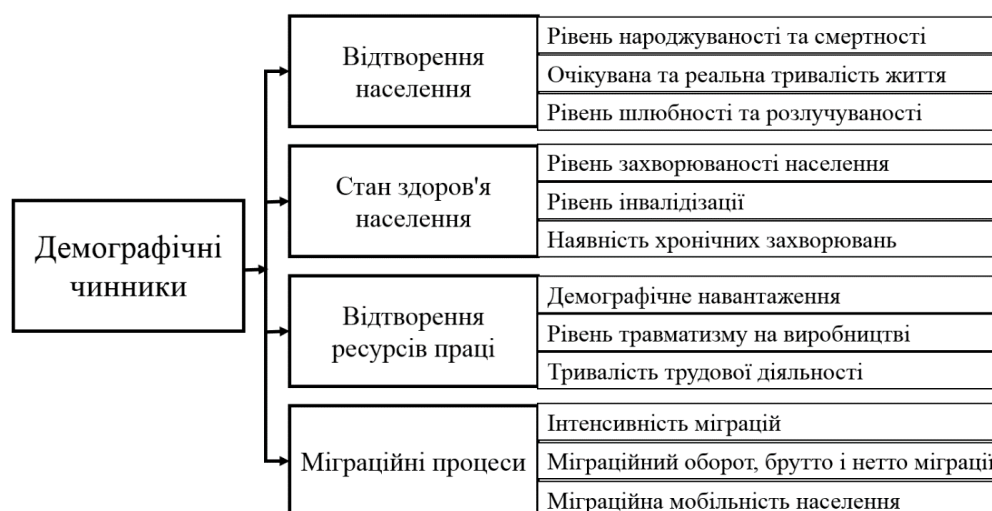 Демографічні
чинники
Відтворення
населення
Рівень народжуваності та смертності
Очікувана та реальна тривалість життя
Рівень шлюбності та розлучуваності
Стан здоров'я
населення
Рівень захворюваності населення
Рівень інвалідізації
Наявність хронічних захворювань
Відтворення
ресурсів праці
Демографічне навантаження
Рівень травматизму на виробництві
Тривалість трудової діяльності
Міграційні процеси
Інтенсивність міграцій
Міграційний оборот, брутто і нетто міграції
Міграційна мобільність населення